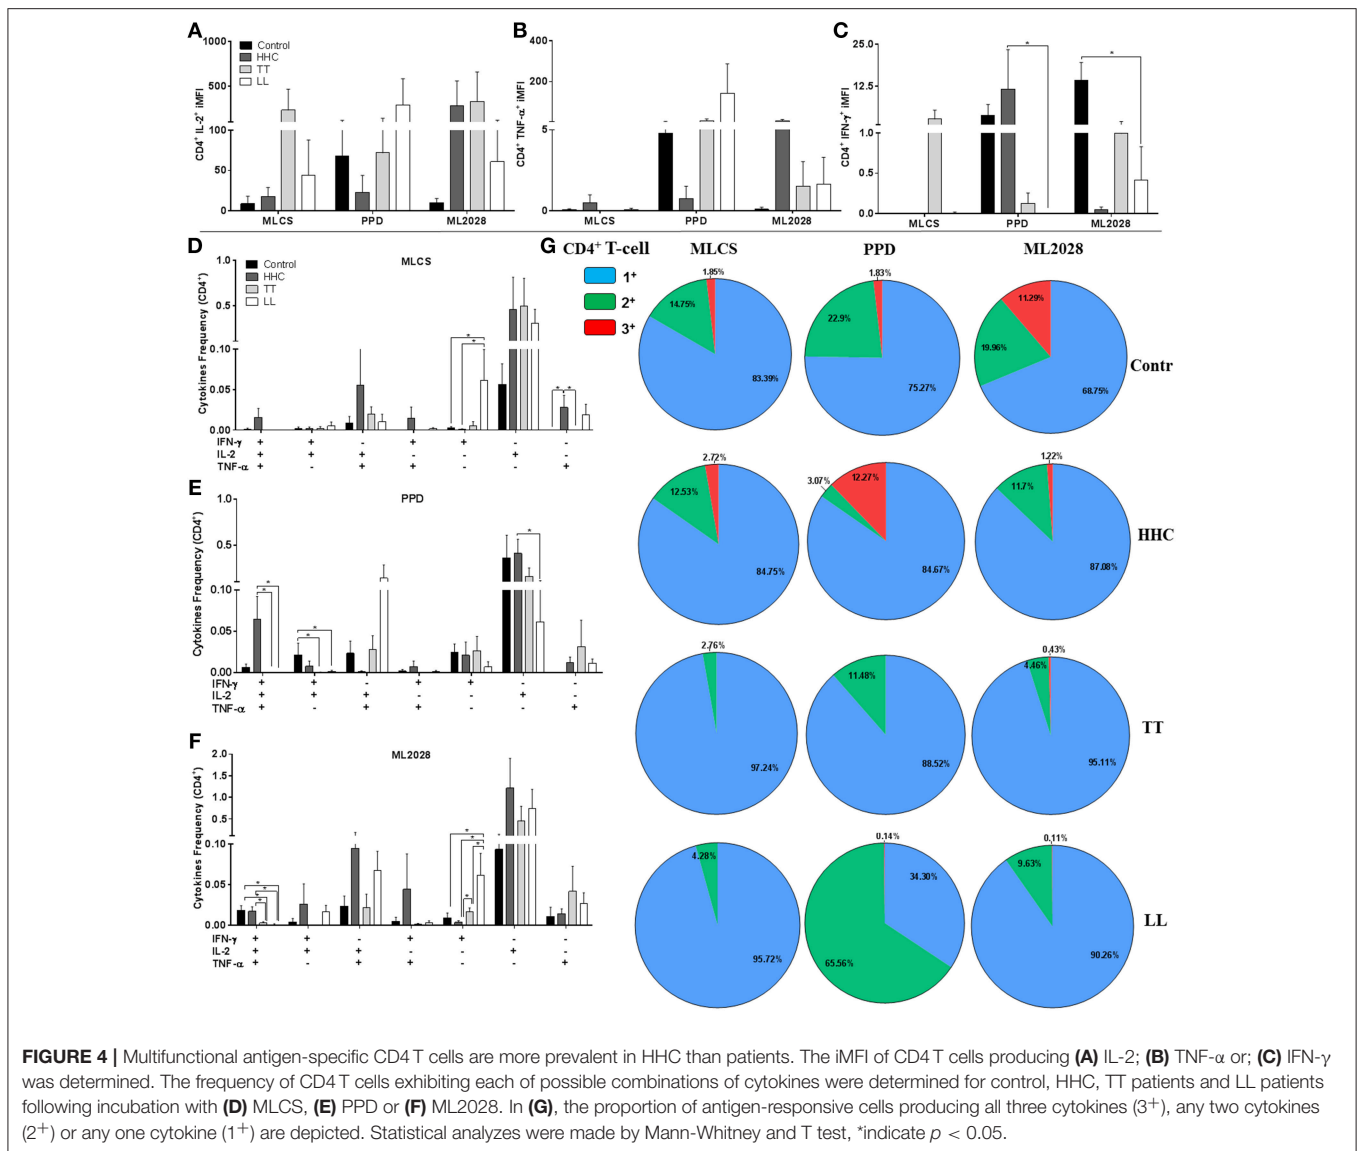 A
CD4+ IL-2+ iMFI
1000
500
100
50
0
Control
HHC
TT
LL
MLCS PPD ML2028
B
CD4+ TNF-α+ iMFI
400
200
5
0
MLCS PPD ML2028
C
CD4+ IFN-γ+ iMFI
25.0
12.5
1.0
0.5
0.0
* *
MLCS PPD ML2028
D
MLCS
Cytokines Frequency (CD4+)
1.0
0.5
0.10
0.05
0.00
Control
HHC
TT
LL
* * * *
IFN-γ + + - + + - -
IL-2 + + + - - + -
TNF-α + - + + - - +
E
PPD
Cytokines Frequency (CD4+)
1.0
0.5
0.10
0.05
0.00
* * * * *
IFN-γ + + - + + - -
IL-2 + + + - - + -
TNF-α + - + + - - +
F
ML2028
Cytokines Frequency (CD4+)
2.0
1.5
1.0
0.5
0.10
0.05
0.00
* * * * * * * *
IFN-γ + + - + + - -
IL-2 + + + - - + -
TNF-α + - + + - - +
G CD4+ T-cell MLCS PPD ML2028
1+
2+
3+
1.85% 14.75% 83.39%
1.83% 22.9% 75.27%
11.29% 19.96% 68.75%
Contr
2.72% 12.53% 84.75%
3.07% 12.27% 84.67%
1.22% 11.7% 87.08%
HHC
2.76% 97.24%
11.48% 88.52%
0.43% 4.46% 95.11%
TT
4.28% 95.72%
0.14% 34.30% 65.56%
0.11% 9.63% 90.26%
LL
FIGURE 4 | Multifunctional antigen-specific CD4 T cells are more prevalent in HHC than patients. The iMFI of CD4 T cells producing (A) IL-2; (B) TNF-α or; (C) IFN-γ
was determined. The frequency of CD4 T cells exhibiting each of possible combinations of cytokines were determined for control, HHC, TT patients and LL patients
following incubation with (D) MLCS, (E) PPD or (F) ML2028. In (G), the proportion of antigen-responsive cells producing all three cytokines (3+), any two cytokines
(2+) or any one cytokine (1+) are depicted. Statistical analyzes were made by Mann-Whitney and T test, *indicate p < 0.05.